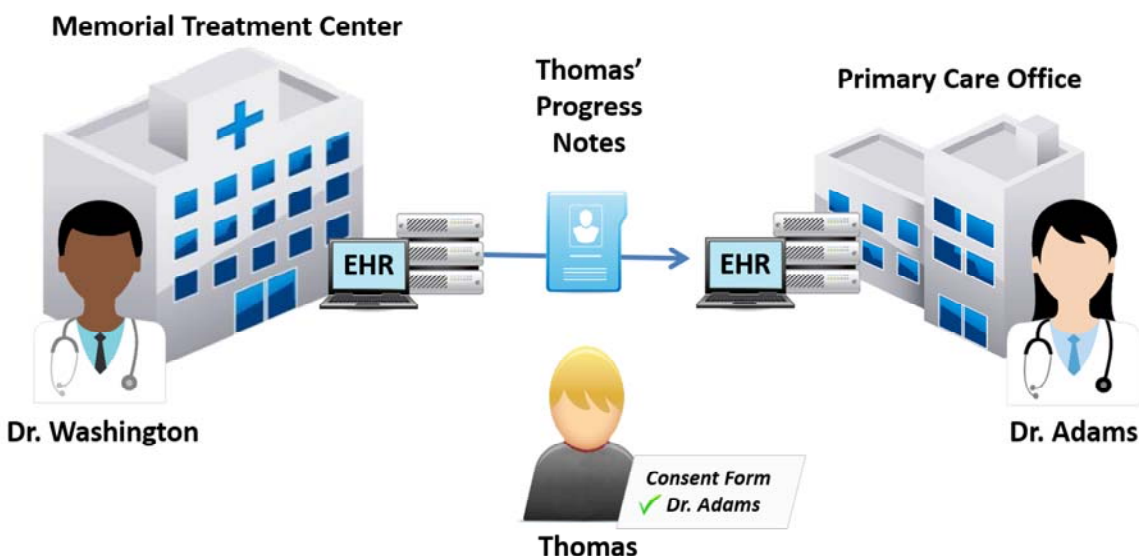 Memorial Treatment Center
Thomas’
Progress
Notes
Primary Care Office
EHR
EHR
Dr. Washington
Dr. Adams
Consent Form
✓ Dr. Adams
Thomas